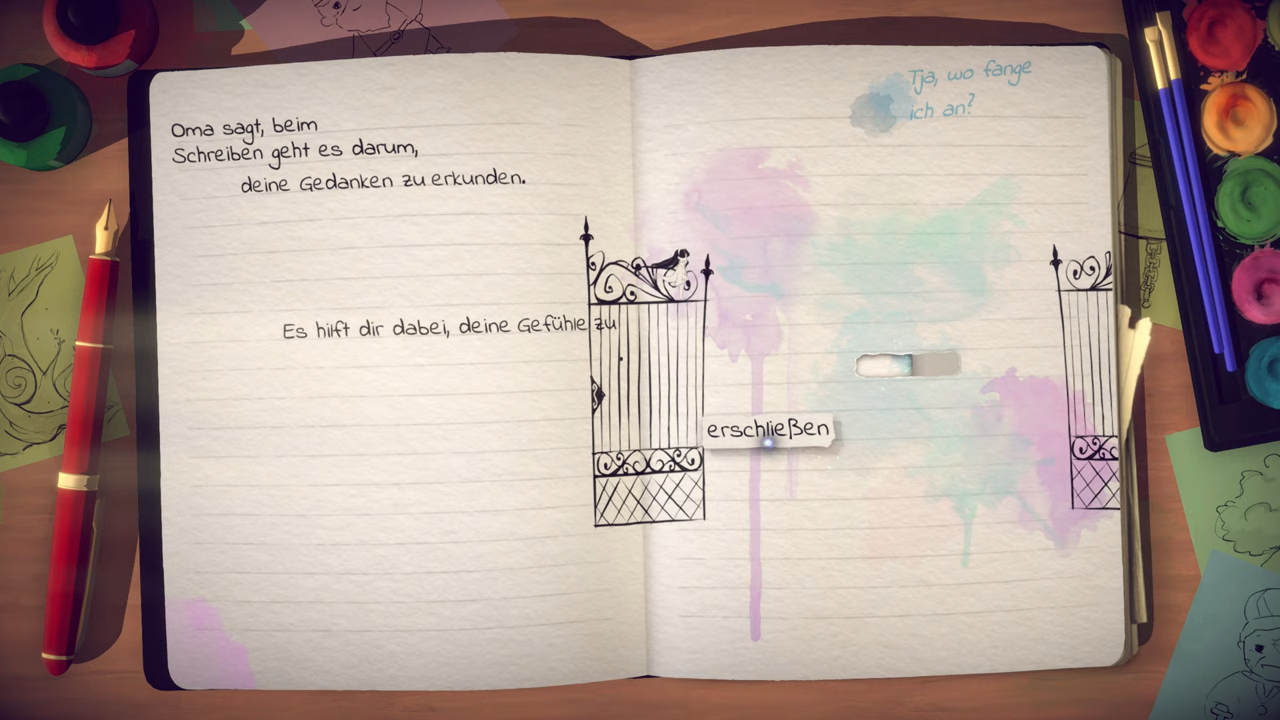 Oma sagt, beim
Schreiben geht es darum,
deine Gedanken zu erkunden.
Es hilft dir dabei, deine Gefühle zu
erschließen
Tja, wo fange
ich an?